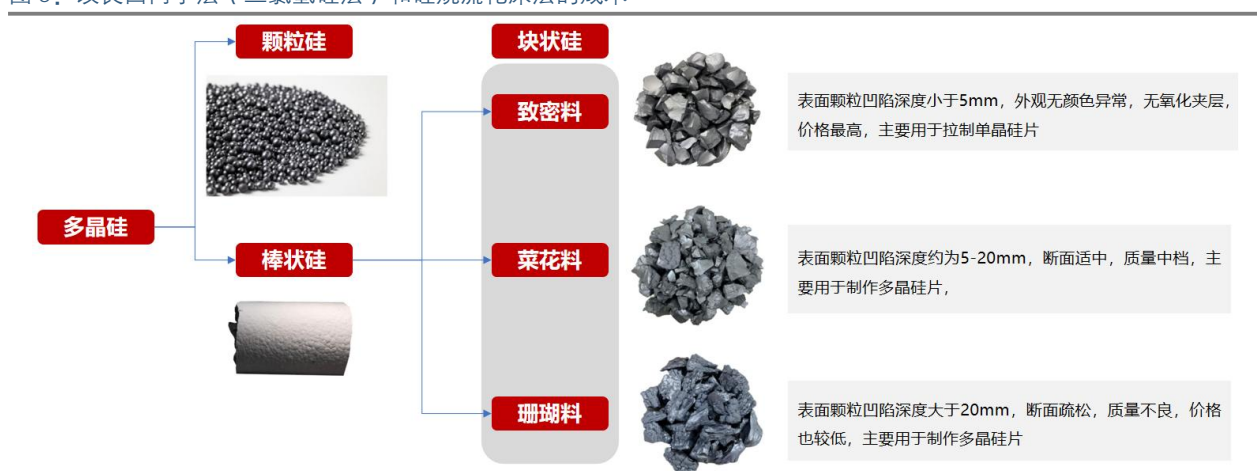 颗粒硅
块状硅
致密料
表面颗粒凹陷深度小于5mm，外观无颜色异常，无氧化夹层，
价格最高，主要用于拉制单晶硅片
多晶硅
棒状硅
菜花料
表面颗粒凹陷深度约为5-20mm，断面适中，质量中档，主
要用于制作多晶硅片，
珊瑚料
表面颗粒凹陷深度大于20mm，断面疏松，质量不良，价格
也较低，主要用于制作多晶硅片